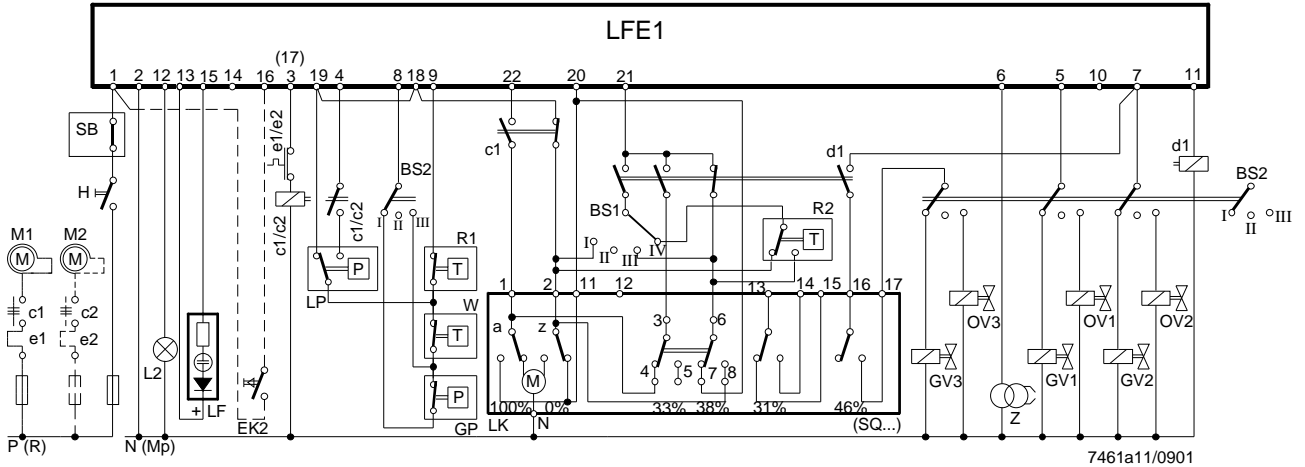 LFE1
(17)
1 2 12 13 15 14 16 3 19 4 8 18 9 22 20 21 6 5 10 7 11
SB
e1/e2
c1
d1
d1
H
BS2
BS2
BS1
R2
I II III
I II III IV
T
I II III
M1 M2
M M
c1/c2
c1/c2
P
LP
R1
T
W
T
1 2 11 12 13 14 15 16 17
c1 c2
e1 e2
a z 3 6
OV3 OV1 OV2
L2
M
4 5 7 8
GV3 GV1 GV2
+ LF
EK2
P
GP
100% 0% 33% 38% 31% 46%
LK N (SQ...)
Z
P (R) N (Mp)
7461a11/0901